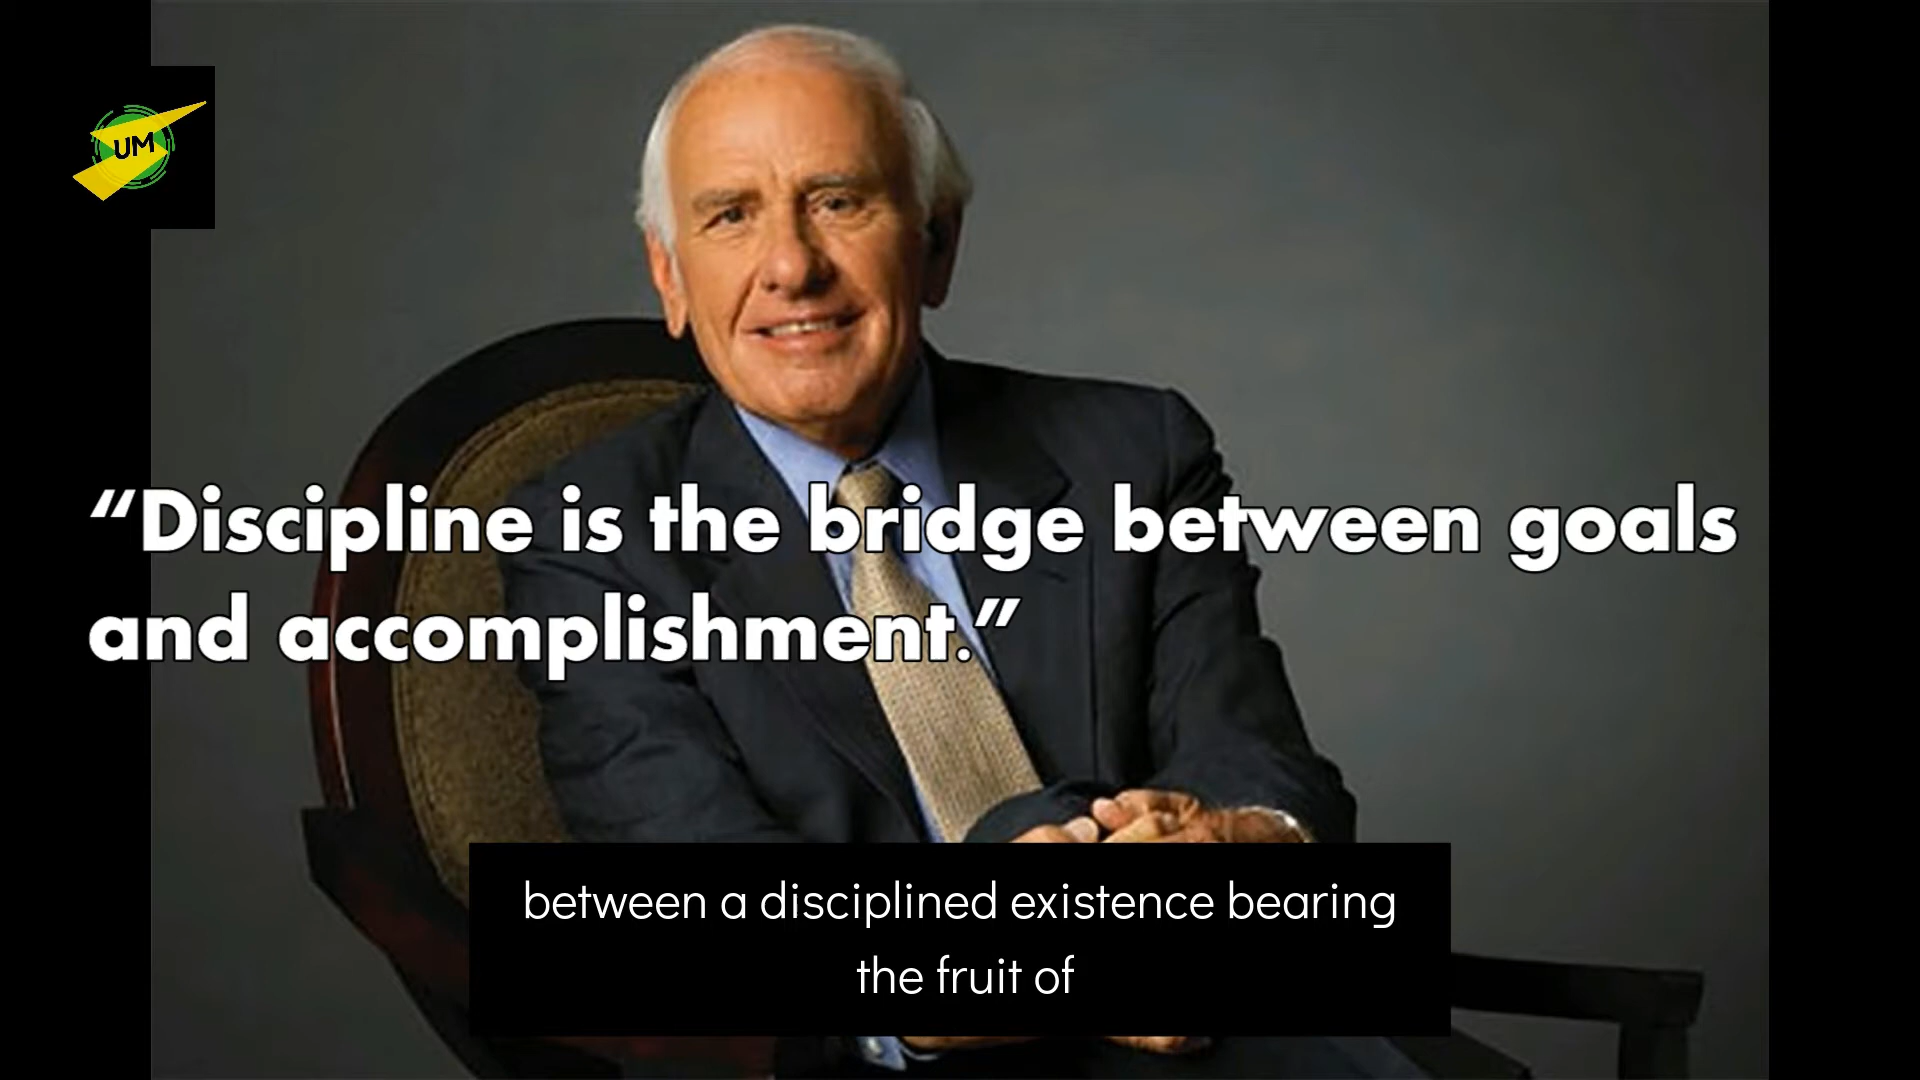 UM
“Discipline is the bridge between goals
and accomplishment.”
between a disciplined existence bearing
the fruit of